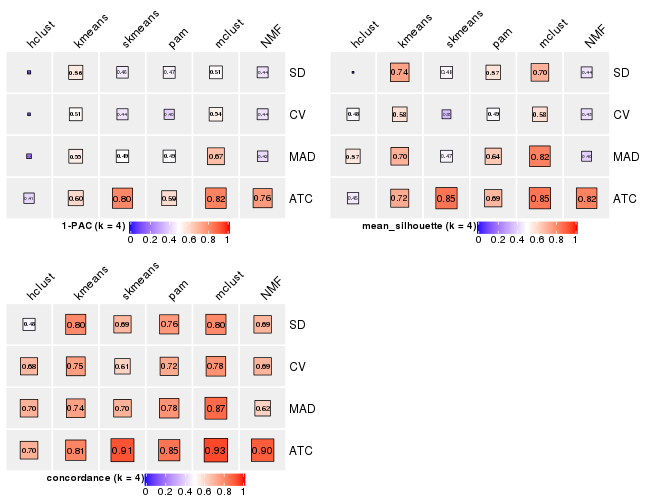 hclust kmeans skmeans pam mclust NMF
0.56 0.46 0.47 0.51 0.44 SD
0.51 0.44 0.54 0.44 CV
0.55 0.49 0.49 0.67 MAD
0.41 0.60 0.80 0.59 0.82 0.76 ATC
1-PAC (k = 4)
0 0.2 0.4 0.6 0.8 1
hclust kmeans skmeans pam mclust NMF
0.74 0.48 0.57 0.70 0.44 SD
0.48 0.58 0.49 0.58 0.43 CV
0.57 0.70 0.47 0.64 0.82 MAD
0.45 0.72 0.85 0.69 0.85 0.82 ATC
mean_silhouette (k = 4)
0 0.2 0.4 0.6 0.8 1
hclust kmeans skmeans pam mclust NMF
0.48 0.80 0.69 0.76 0.80 0.69 SD
0.68 0.75 0.61 0.72 0.78 0.69 CV
0.70 0.74 0.70 0.78 0.87 0.62 MAD
0.70 0.81 0.91 0.85 0.93 0.90 ATC
concordance (k = 4)
0 0.2 0.4 0.6 0.8 1